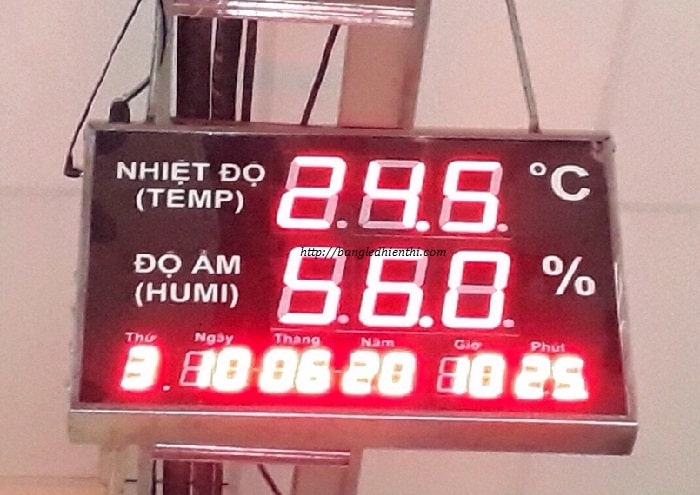 NHIỆT ĐỘ 24.5 °C
(TEMP)
http://bangledhienthi.com
ĐỘ ẨM 56.0 %
(HUMI)
Thứ Ngày Tháng Năm Giờ Phút
3 10 06 20 10 25